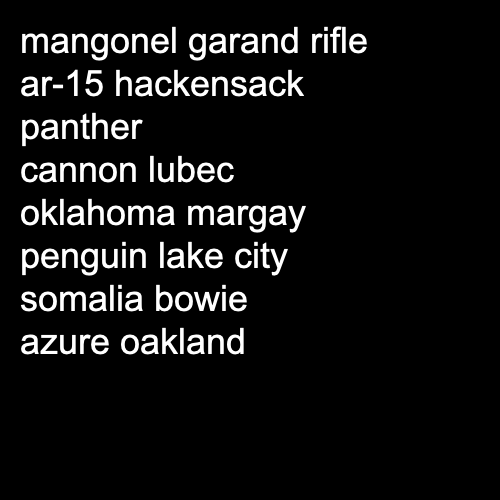 mangonel garand rifle
ar-15 hackensack
panther
cannon lubec
oklahoma margay
penguin lake city
somalia bowie
azure oakland